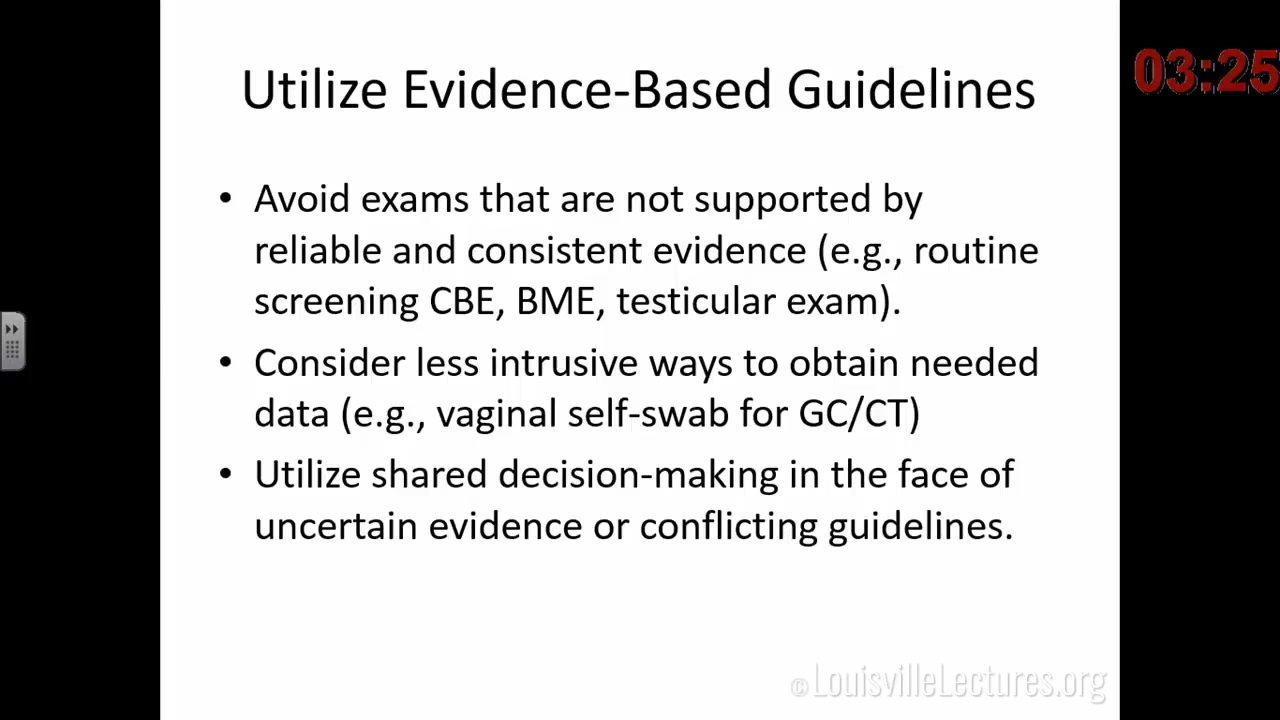 Utilize Evidence-Based Guidelines
03:25
• Avoid exams that are not supported by
reliable and consistent evidence (e.g., routine
screening CBE, BME, testicular exam).
• Consider less intrusive ways to obtain needed
data (e.g., vaginal self-swab for GC/CT)
• Utilize shared decision-making in the face of
uncertain evidence or conflicting guidelines.
©LouisvilleLectures.org